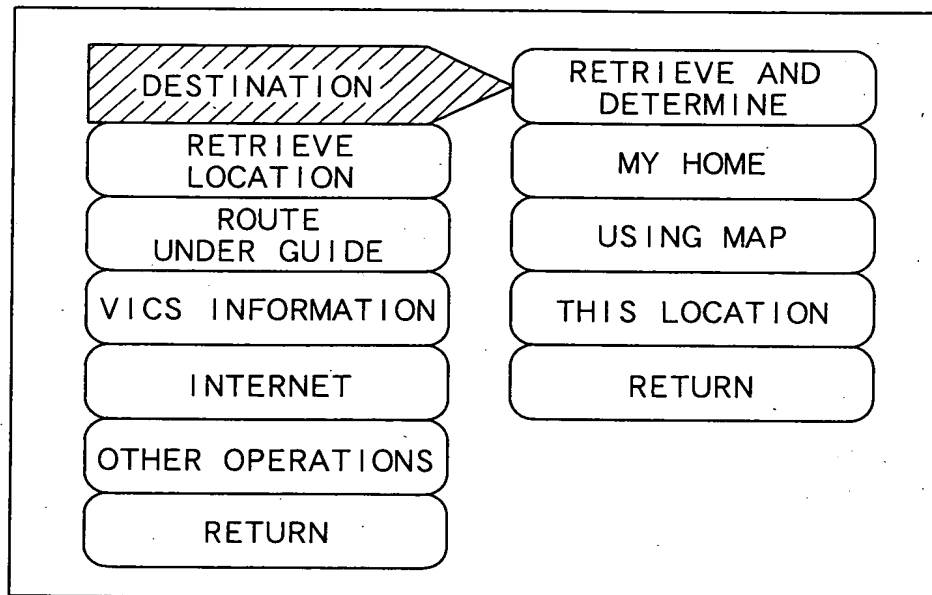 DESTINATION
RETRIEVE
LOCATION
ROUTE
UNDER GUIDE
VICS INFORMATION
INTERNET
OTHER OPERATIONS
RETURN
RETRIEVE AND
DETERMINE
MY HOME
USING MAP
THIS LOCATION
RETURN